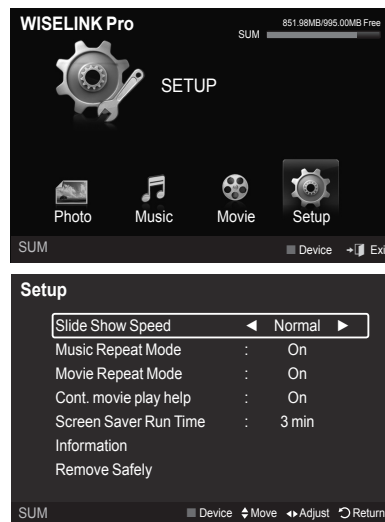 WISELINK Pro
851.98MB/995.00MB Free
SUM
SETUP
Photo Music Movie Setup
SUM Device Exi
Setup
Slide Show Speed ◄ Normal ►
Music Repeat Mode : On
Movie Repeat Mode : On
Cont. movie play help : On
Screen Saver Run Time : 3 min
Information
Remove Safely
SUM Device Move Adjust Return